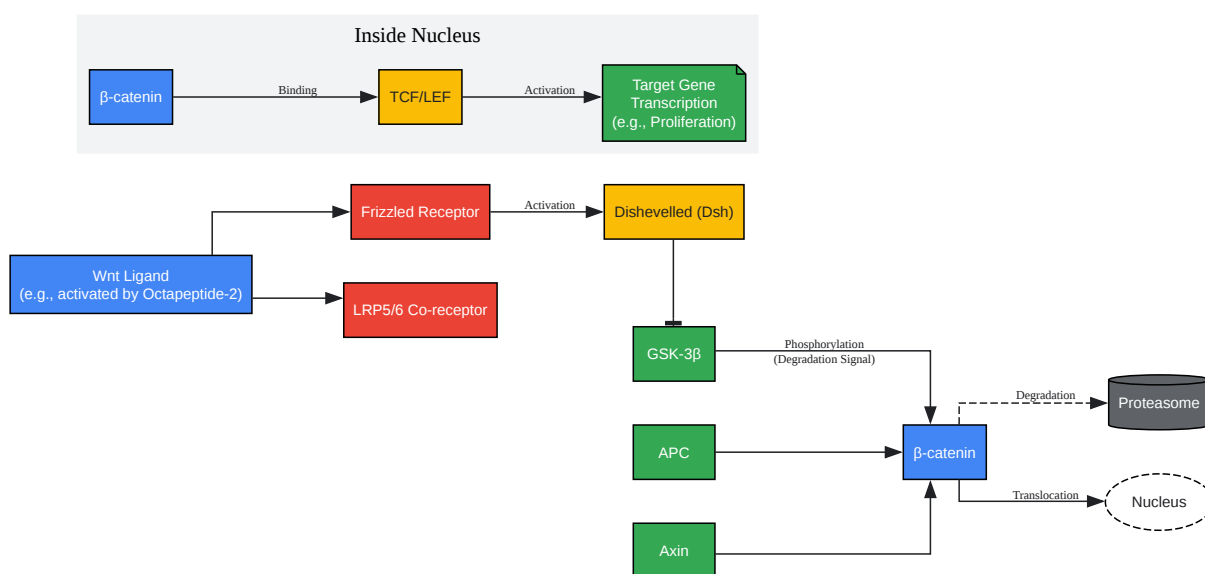 Inside Nucleus
β-catenin
Binding
TCF/LEF
Activation
Target Gene
Transcription
(e.g., Proliferation)
Wnt Ligand
(e.g., activated by Octapeptide-2)
Frizzled Receptor
Activation
Dishevelled (Dsh)
LRP5/6 Co-receptor
GSK-3β
Phosphorylation
(Degradation Signal)
APC
Axin
β-catenin
Degradation
Proteasome
Translocation
Nucleus